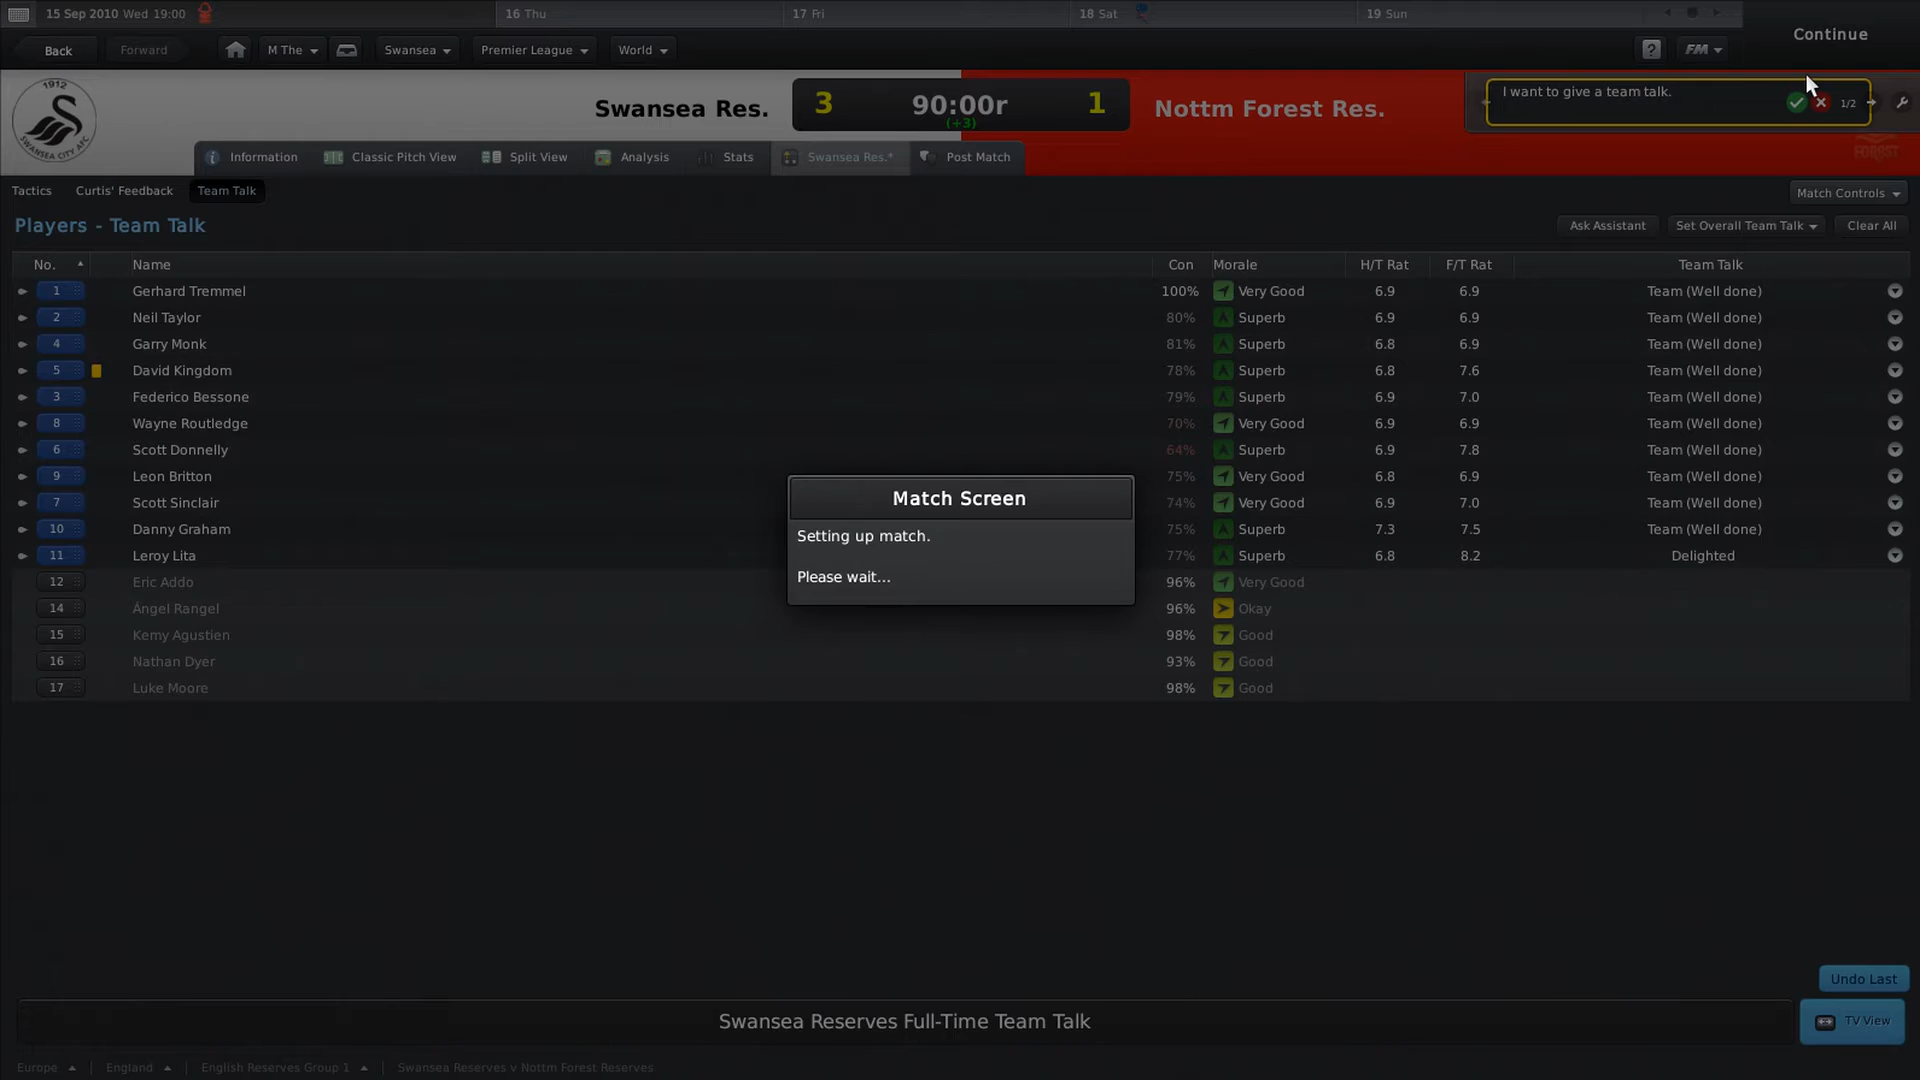 15 Sep 2010 Wed 19:00 16 Thu 17 Fri 18 Sat 19 Sun
Back Forward M The Swansea Premier League World ? FM Continue
1912
SWANSEA CITY AFC
Swansea Res. 3 90:00r 1 Nottm Forest Res.
(+3)
I want to give a team talk. 1/2
Information Classic Pitch View Split View Analysis Stats Swansea Res.* Post Match
Tactics Curtis' Feedback Team Talk Match Controls
Players - Team Talk Ask Assistant Set Overall Team Talk Clear All
No. Name Con Morale H/T Rat F/T Rat Team Talk
1 Gerhard Tremmel 100% Very Good 6.9 6.9 Team (Well done)
2 Neil Taylor 80% Superb 6.9 6.9 Team (Well done)
4 Garry Monk 81% Superb 6.8 6.9 Team (Well done)
5 David Kingdom 78% Superb 6.8 7.6 Team (Well done)
3 Federico Bessone 79% Superb 6.9 7.0 Team (Well done)
8 Wayne Routledge 70% Very Good 6.9 6.9 Team (Well done)
6 Scott Donnelly 64% Superb 6.9 7.8 Team (Well done)
9 Leon Britton 75% Very Good 6.8 6.9 Team (Well done)
7 Scott Sinclair 74% Very Good 6.9 7.0 Team (Well done)
10 Danny Graham 75% Superb 7.3 7.5 Team (Well done)
11 Leroy Lita 77% Superb 6.8 8.2 Delighted
12 Eric Addo 96% Very Good
14 Ángel Rangel 96% Okay
15 Kemy Agustien 98% Good
16 Nathan Dyer 93% Good
17 Luke Moore 98% Good
Match Screen
Setting up match.
Please wait...
Undo Last
Swansea Reserves Full-Time Team Talk TV View
Europe England English Reserves Group 1 Swansea Reserves v Nottm Forest Reserves